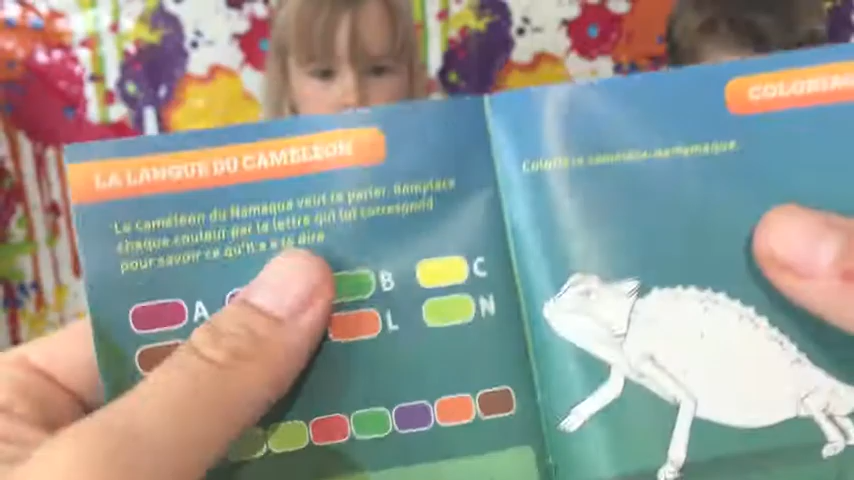 LA LANGUE DU CAMÉLÉON
Le caméléon du Namaqua veut te parler. Remplace
chaque couleur par la lettre qui lui correspond
pour savoir ce qu'il a à te dire
A B C
L N
COLORIAGE
Colorie le caméléon namaqua